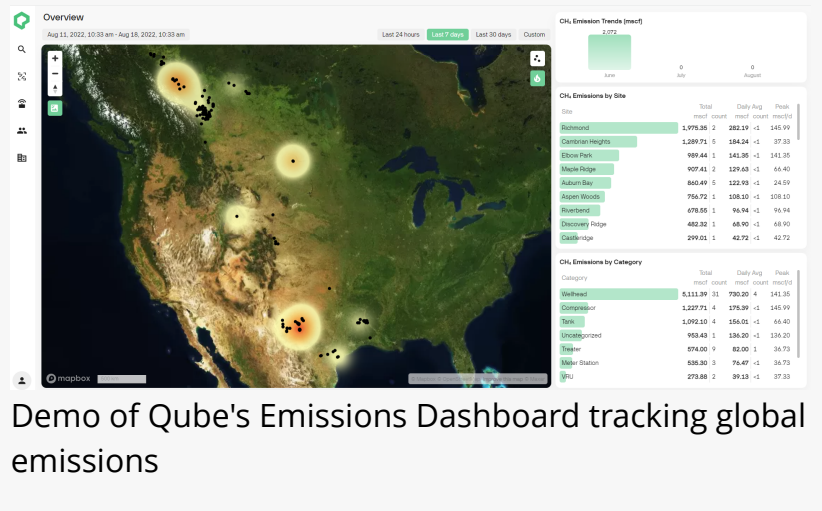 Overview
Aug 11, 2022, 10:33 am - Aug 18, 2022, 10:33 am
Last 24 hours Last 7 days Last 30 days Custom
mapbox
CH₄ Emission Trends (mscf)
2,072 0 0
June July August
CH₄ Emissions by Site
Total Daily Avg Peak
Site mscf count mscf count mscf/d
Richmond 1,975.35 2 282.19 <1 145.99
Cambrian Heights 1,289.71 5 184.24 <1 37.33
Elbow Park 989.44 1 141.35 <1 141.35
Maple Ridge 907.41 2 129.63 <1 66.40
Auburn Bay 860.49 5 122.93 <1 24.59
Aspen Woods 756.72 1 108.10 <1 108.10
Riverbend 678.55 1 96.94 <1 96.94
Discovery Ridge 482.32 1 68.90 <1 68.90
Castleridge 299.01 1 42.72 <1 42.72
CH₄ Emissions by Category
Total Daily Avg Peak
Category mscf count mscf count mscf/d
Wellhead 5,111.39 31 730.20 4 141.35
Compressor 1,227.71 4 175.39 <1 145.99
Tank 1,092.10 4 156.01 <1 66.40
Uncategorized 953.43 1 136.20 <1 136.20
Treater 574.00 9 82.00 1 36.73
Meter Station 535.30 3 76.47 <1 36.73
VRU 273.88 2 39.13 <1 37.33
Demo of Qube's Emissions Dashboard tracking global
emissions